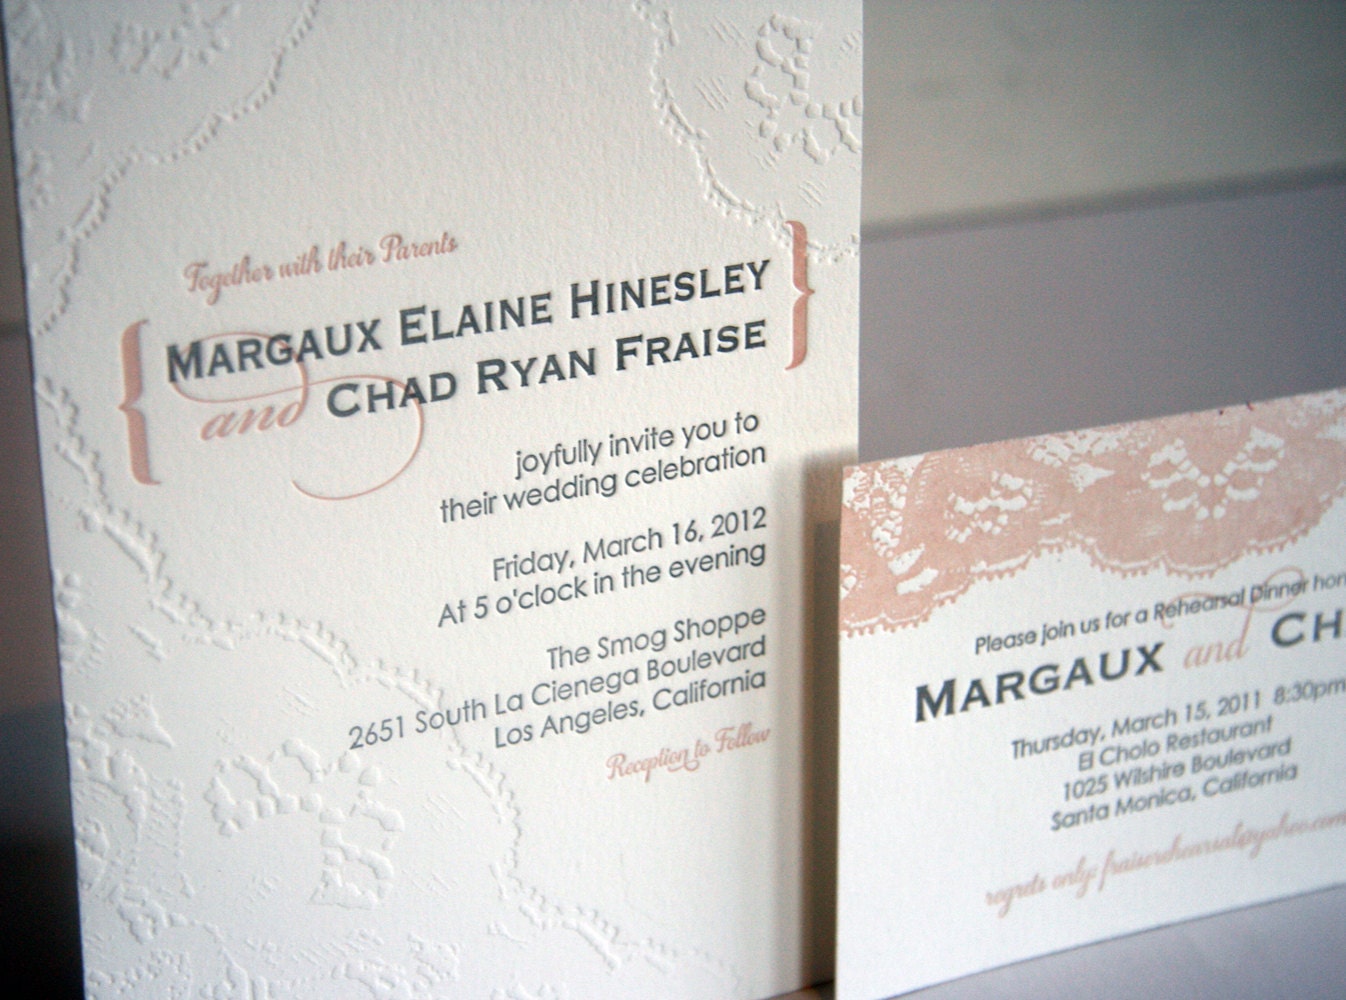 Together with their Parents
{ MARGAUX ELAINE HINESLEY
and CHAD RYAN FRAISE }
joyfully invite you to
their wedding celebration
Friday, March 16, 2012
At 5 o'clock in the evening
The Smog Shoppe
2651 South La Cienega Boulevard
Los Angeles, California
Reception to Follow
Please join us for a Rehearsal Dinner hon
MARGAUX and CH
Thursday, March 15, 2011 8:30pm
El Cholo Restaurant
1025 Wilshire Boulevard
Santa Monica, California
regrets only: fraiserehearsal@yahoo.com